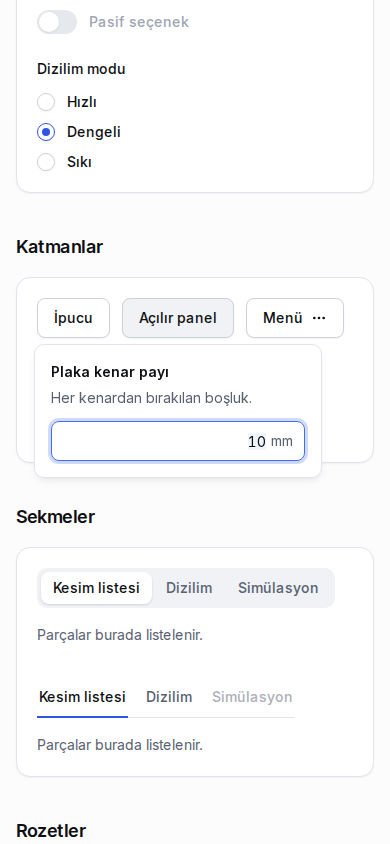 Pasif seçenek
Dizilim modu
Hızlı
Dengeli
Sıkı
Katmanlar
İpucu
Açılır panel
Menü ···
Plaka kenar payı
Her kenardan bırakılan boşluk.
10 mm
Sekmeler
Kesim listesi Dizilim Simülasyon
Parçalar burada listelenir.
Kesim listesi Dizilim Simülasyon
Parçalar burada listelenir.
Rozetler